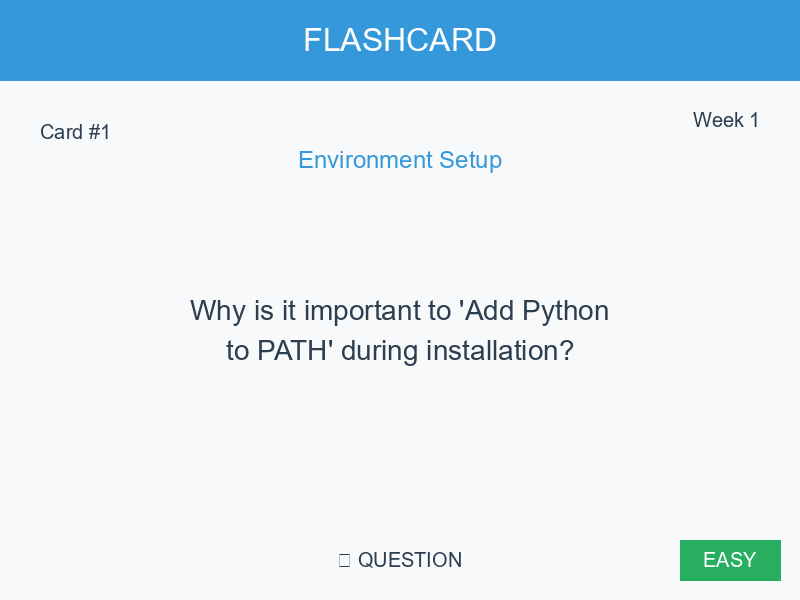 FLASHCARD
Card #1
Week 1
Environment Setup
Why is it important to 'Add Python
to PATH' during installation?
QUESTION
EASY